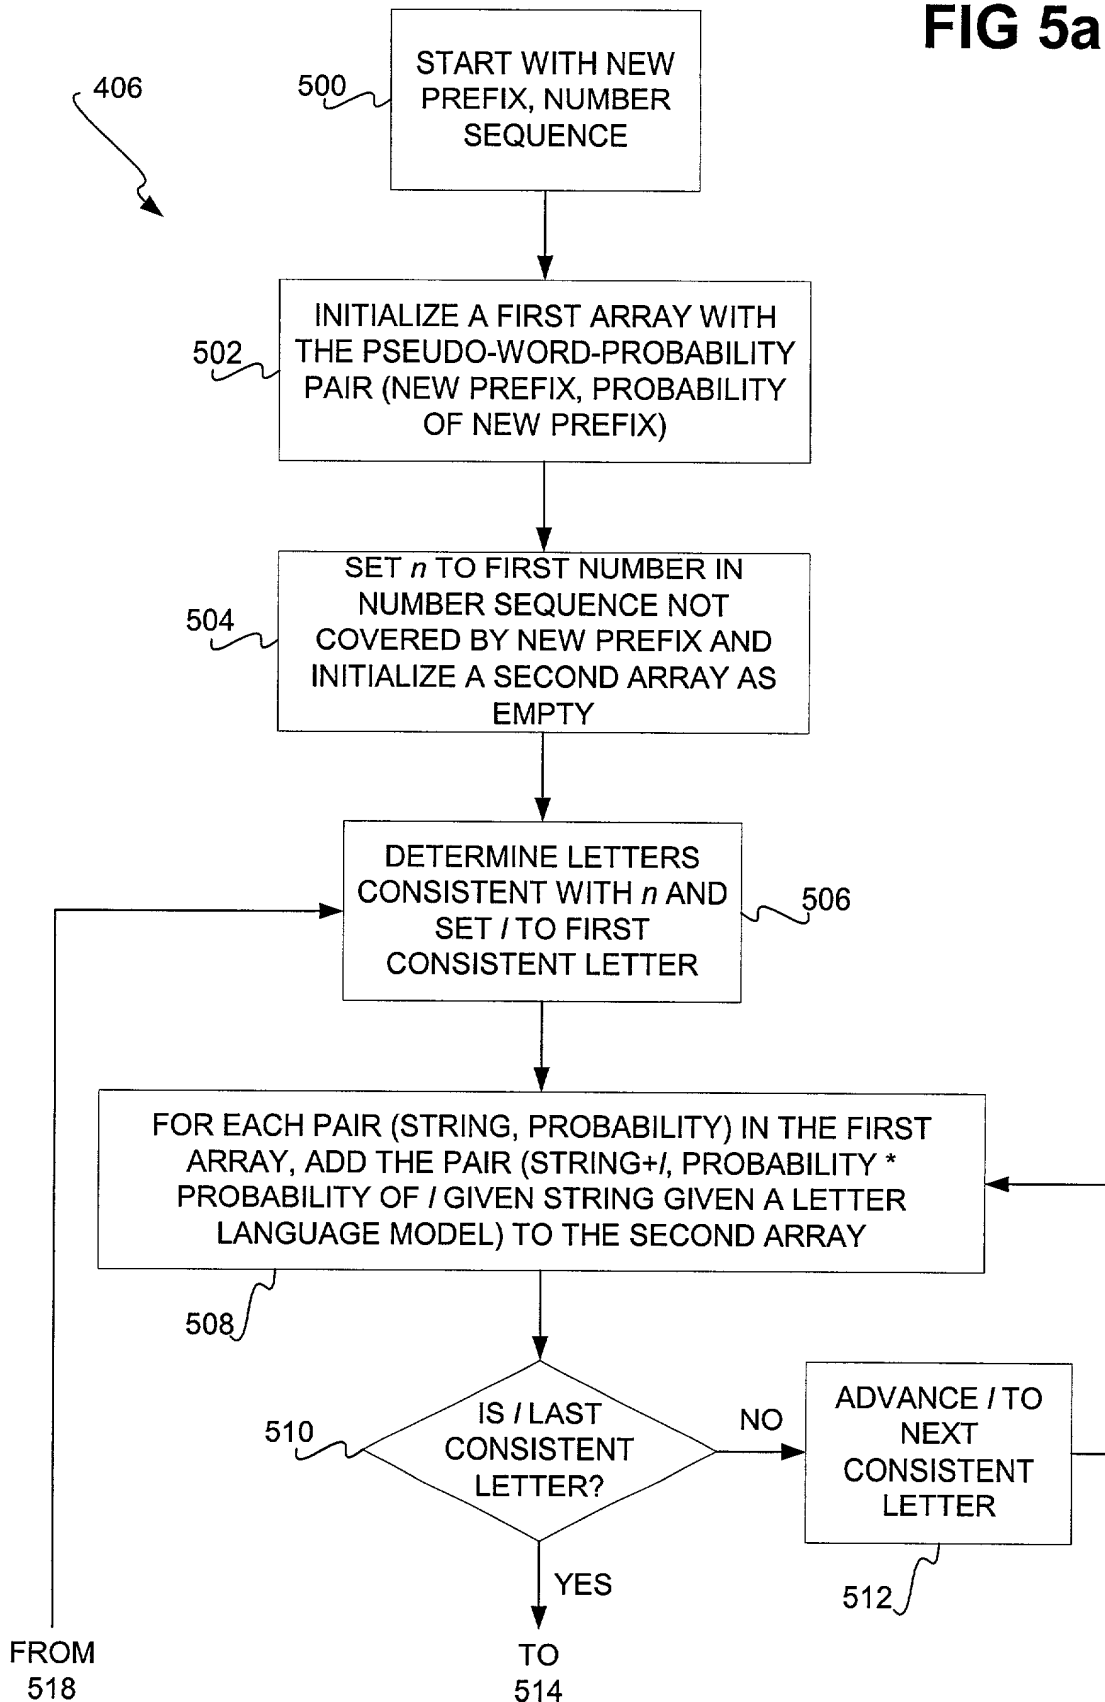 FIG 5a
406
500
START WITH NEW
PREFIX, NUMBER
SEQUENCE
502
INITIALIZE A FIRST ARRAY WITH
THE PSEUDO-WORD-PROBABILITY
PAIR (NEW PREFIX, PROBABILITY
OF NEW PREFIX)
504
SET n TO FIRST NUMBER IN
NUMBER SEQUENCE NOT
COVERED BY NEW PREFIX AND
INITIALIZE A SECOND ARRAY AS
EMPTY
DETERMINE LETTERS
CONSISTENT WITH n AND
SET l TO FIRST
CONSISTENT LETTER
506
FOR EACH PAIR (STRING, PROBABILITY) IN THE FIRST
ARRAY, ADD THE PAIR (STRING+l, PROBABILITY *
PROBABILITY OF l GIVEN STRING GIVEN A LETTER
LANGUAGE MODEL) TO THE SECOND ARRAY
508
510
IS l LAST
CONSISTENT
LETTER?
NO
ADVANCE l TO
NEXT
CONSISTENT
LETTER
512
YES
FROM
518
TO
514